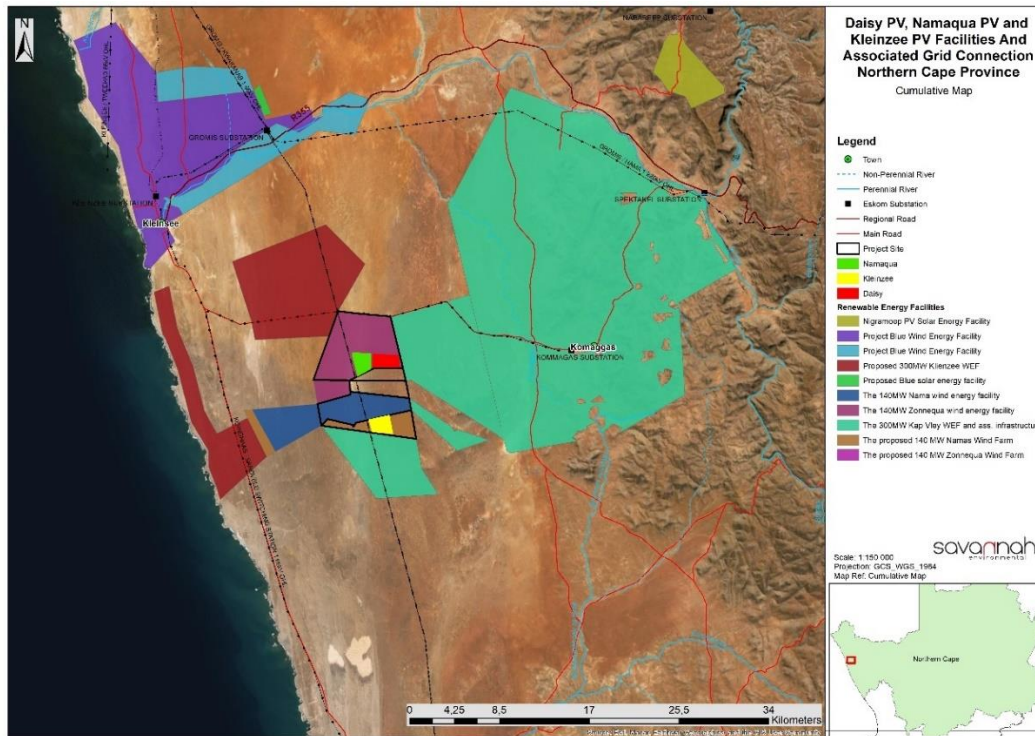 Daisy PV, Namaqua PV and
Kleinzee PV Facilities And
Associated Grid Connection
Northern Cape Province
Cumulative Map
N
NABABEEP SUBSTATION
R355
GROMIS SUBSTATION
SPEKTAKEL SUBSTATION
Kleinsee
Komaggas
KOMMAGAS SUBSTATION
Legend
Town
Non-Perennial River
Perennial River
Eskom Substation
Regional Road
Main Road
Project Site
Namaqua
Kleinzee
Daisy
Renewable Energy Facilities
Nigramoop PV Solar Energy Facility
Project Blue Wind Energy Facility
Project Blue Wind Energy Facility
Proposed 300MW Klienzee WEF
Proposed Blue solar energy facility
The 140MW Nama wind energy facility
The 140MW Zonnequa wind energy facility
The 300MW Kap Vley WEF and ass. infrastructu
The proposed 140 MW Namas Wind Farm
The proposed 140 MW Zonnequa Wind Farm
savannah
environmental
Scale: 1:150 000
Projection: GCS_WGS_1984
Map Ref: Cumulative Map
Northern Cape
0 4,25 8,5 17 25,5 34
Kilometers